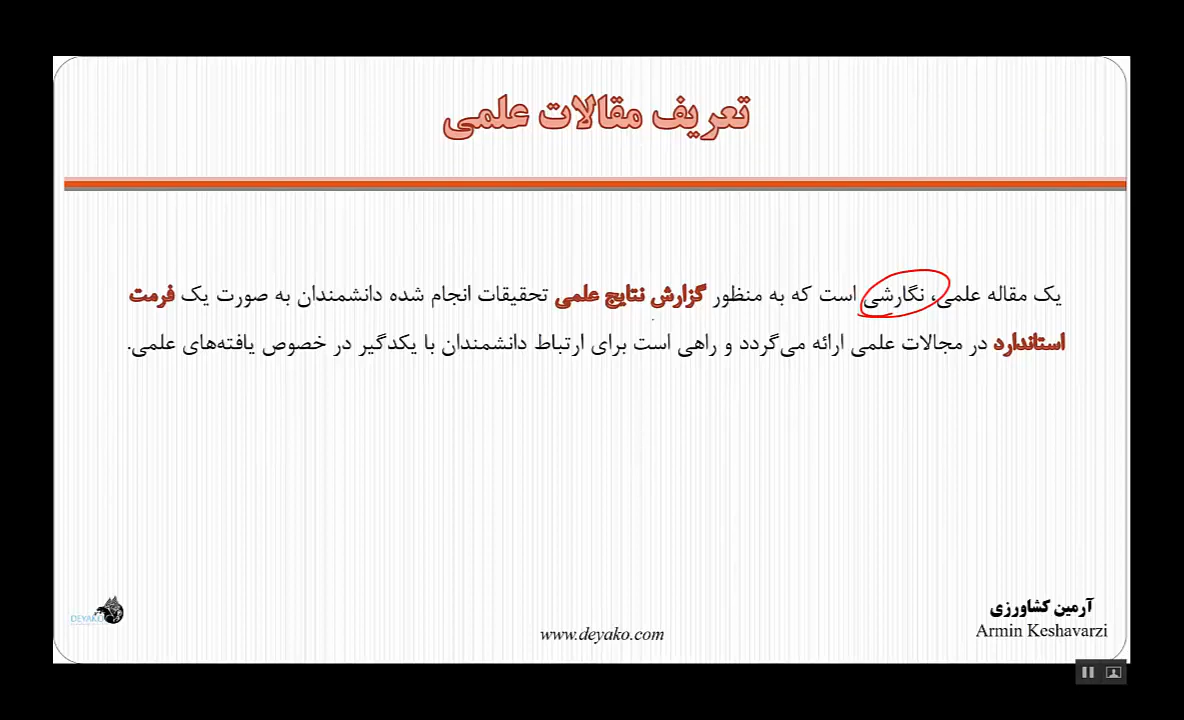 تعریف مقالات علمی
یک مقاله علمی، نگارشی است که به منظور گزارش نتایج علمی تحقیقات انجام شده دانشمندان به صورت یک فرمت
استاندارد در مجالات علمی ارائه می‌گردد و راهی است برای ارتباط دانشمندان با یکدگیر در خصوص یافته‌های علمی.
آرمین کشاورزی
Armin Keshavarzi
www.deyako.com
DEYAKO